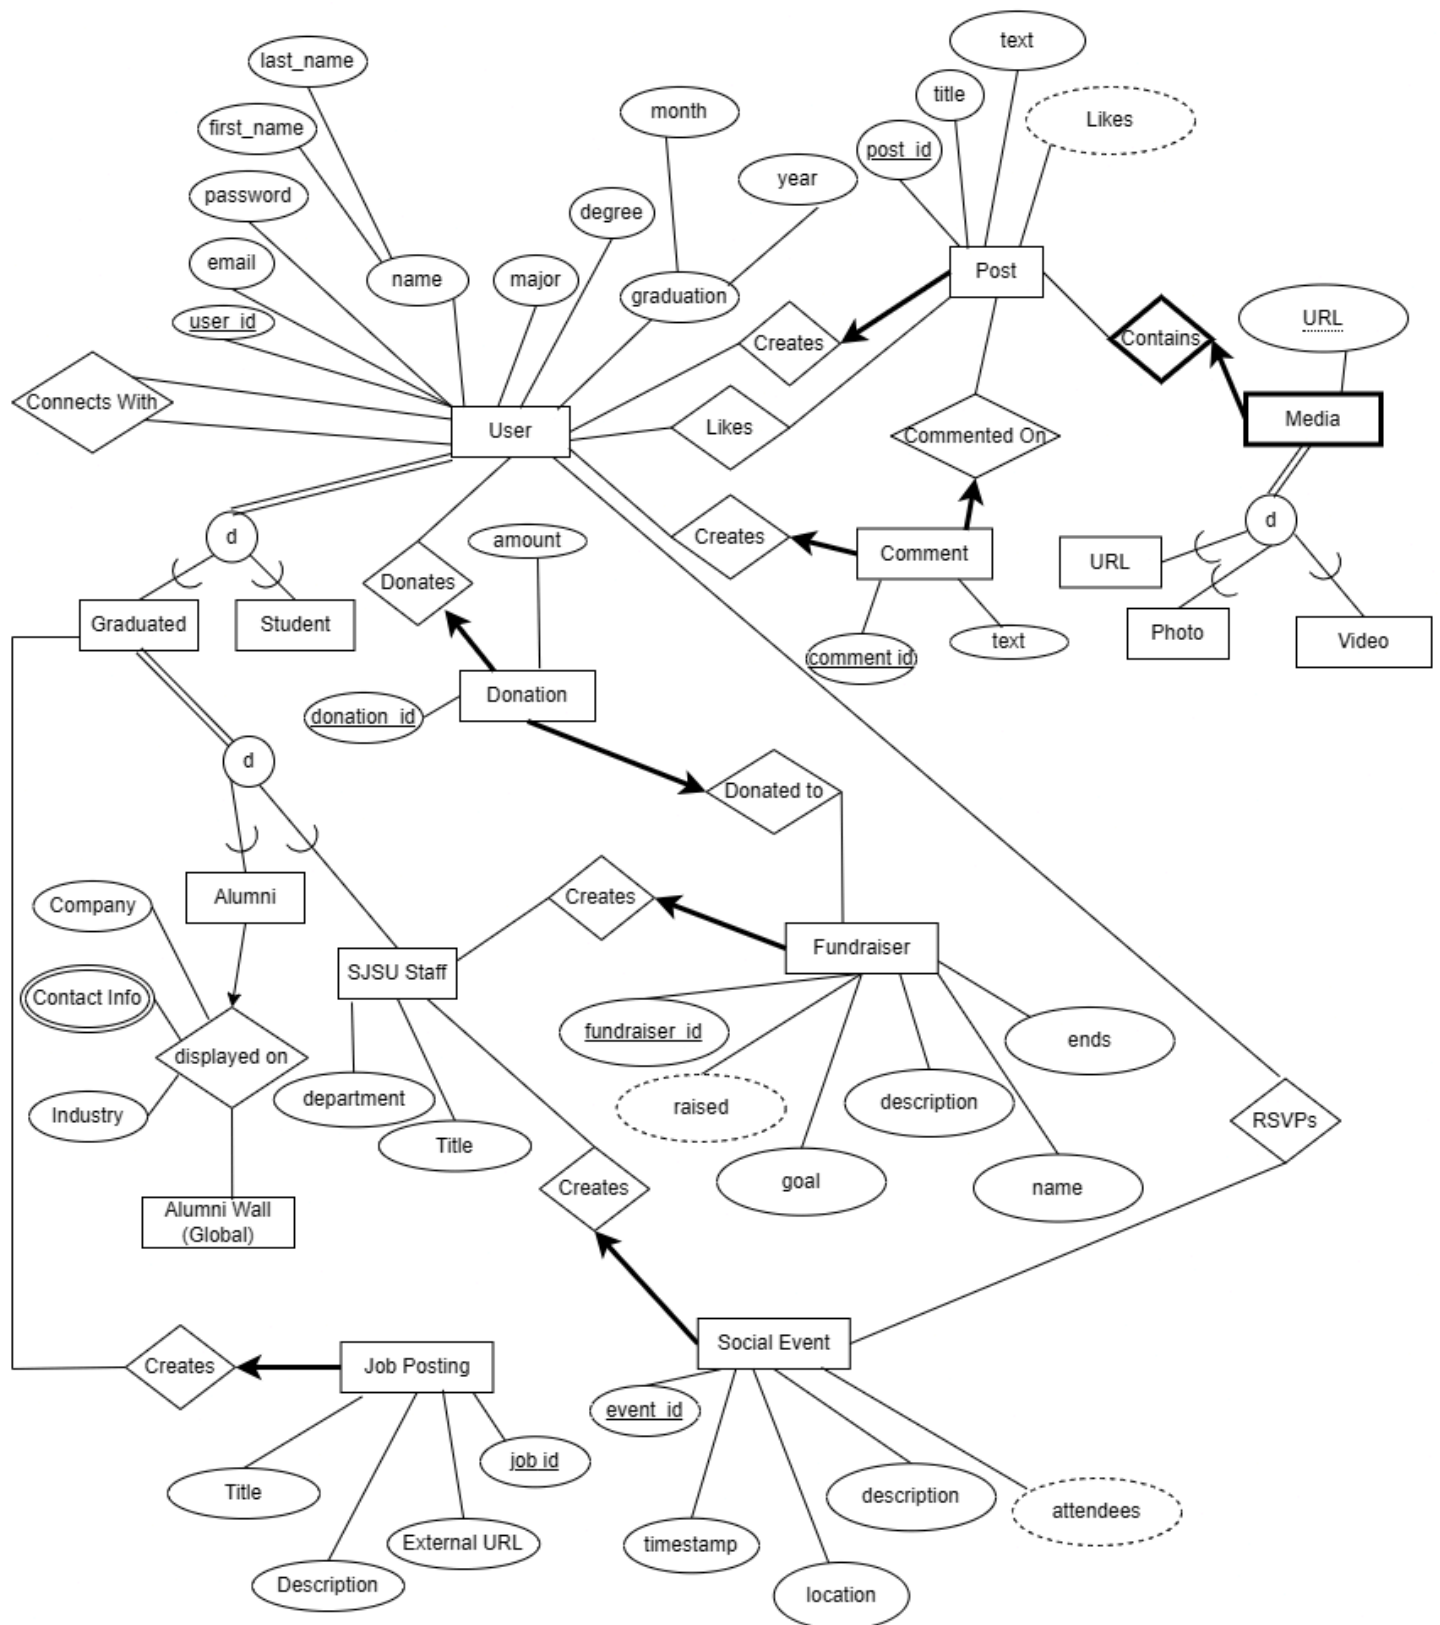 text
last_name
title
Likes
month
first_name
post_id
year
password
degree
email
name
major
graduation
Post
user_id
URL
Creates
Contains
Connects With
User
Likes
Commented On
Media
d
Creates
amount
Comment
d
URL
Donates
Graduated
Student
comment id
text
Photo
Video
Donation
donation_id
d
Donated to
Alumni
Creates
Company
Fundraiser
SJSU Staff
Contact Info
fundraiser_id
ends
displayed on
department
raised
description
Industry
Title
RSVPs
goal
name
Creates
Alumni Wall
(Global)
Social Event
Creates
Job Posting
event_id
job id
Title
description
attendees
External URL
timestamp
Description
location